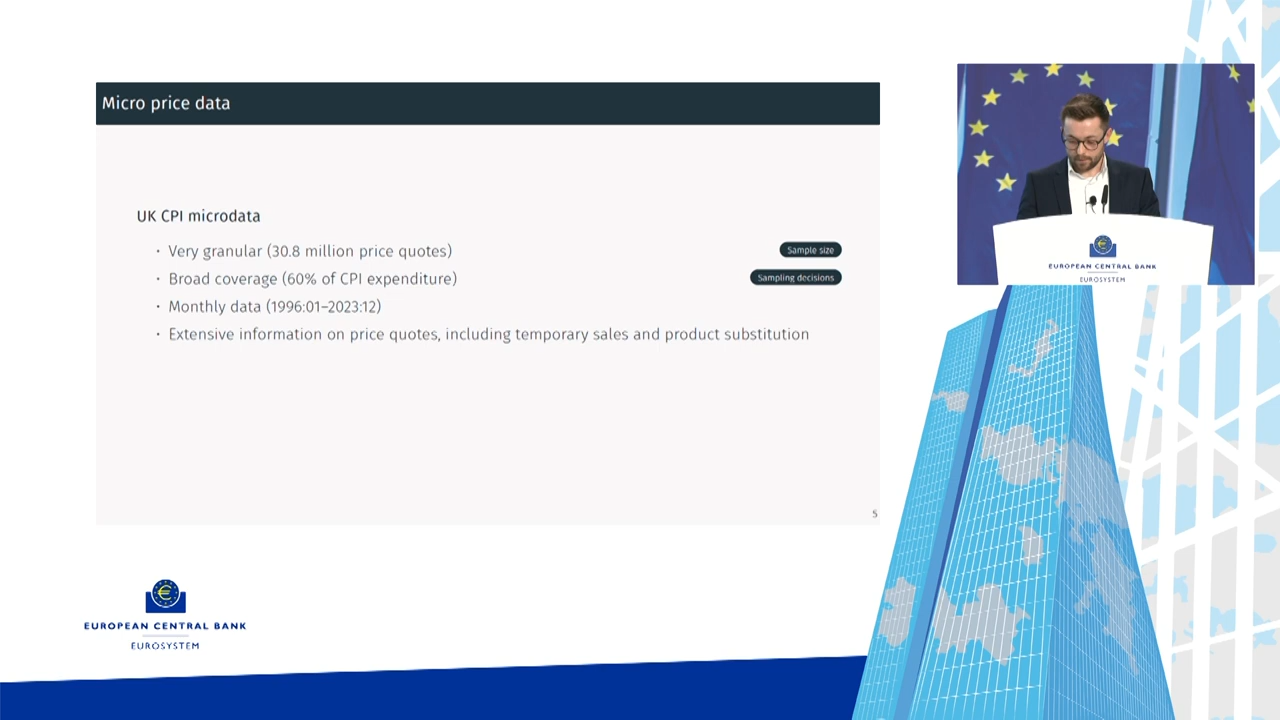 Micro price data
UK CPI microdata
· Very granular (30.8 million price quotes)
Sample size
· Broad coverage (60% of CPI expenditure)
Sampling decisions
· Monthly data (1996:01–2023:12)
· Extensive information on price quotes, including temporary sales and product substitution
5
EUROPEAN CENTRAL BANK
EUROSYSTEM
EUROPEAN CENTRAL BANK
EUROSYSTEM